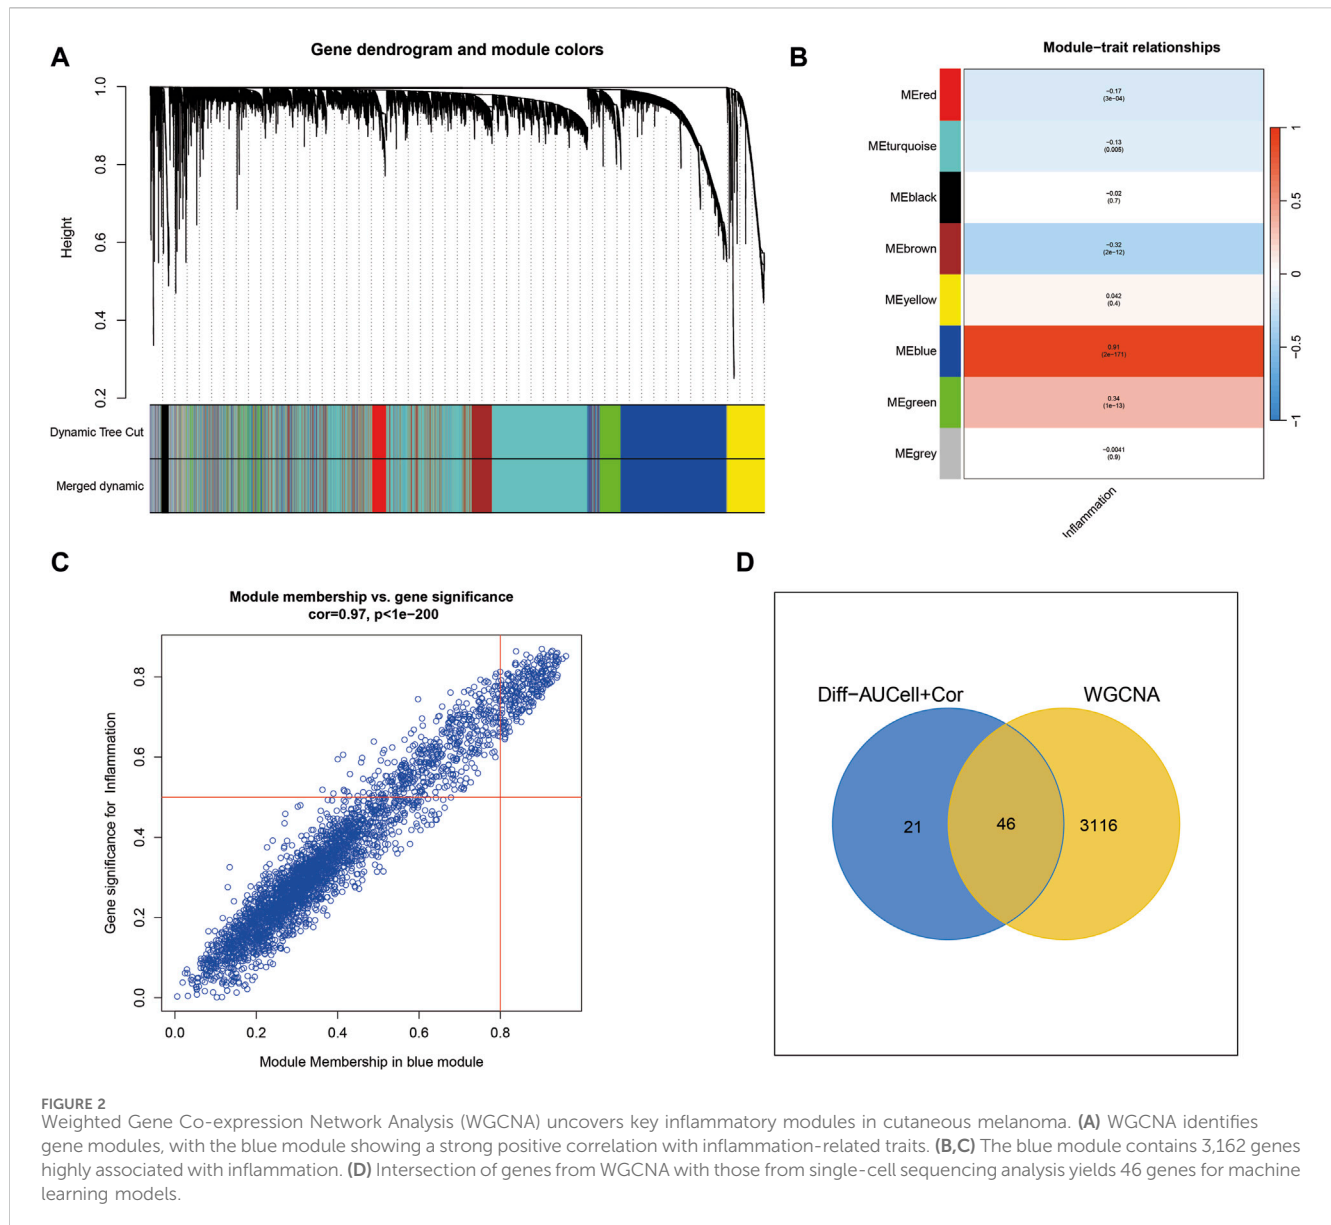 A
Gene dendrogram and module colors
Height
1.0
0.8
0.6
0.4
0.2
Dynamic Tree Cut
Merged dynamic
B
Module−trait relationships
MEred
MEturquoise
MEblack
MEbrown
MEyellow
MEblue
MEgreen
MEgrey
−0.17
(3e−04)
−0.13
(0.005)
−0.02
(0.7)
−0.32
(2e−12)
0.042
(0.4)
0.91
(2e−171)
0.34
(1e−13)
−0.0041
(0.9)
Inflammation
1
0.5
0
−0.5
−1
C
Module membership vs. gene significance
cor=0.97, p<1e−200
Gene significance for Inflammation
0.8
0.6
0.4
0.2
0.0
0.0 0.2 0.4 0.6 0.8
Module Membership in blue module
D
Diff−AUCell+Cor WGCNA
21 46 3116
FIGURE 2
Weighted Gene Co-expression Network Analysis (WGCNA) uncovers key inflammatory modules in cutaneous melanoma. (A) WGCNA identifies
gene modules, with the blue module showing a strong positive correlation with inflammation-related traits. (B,C) The blue module contains 3,162 genes
highly associated with inflammation. (D) Intersection of genes from WGCNA with those from single-cell sequencing analysis yields 46 genes for machine
learning models.